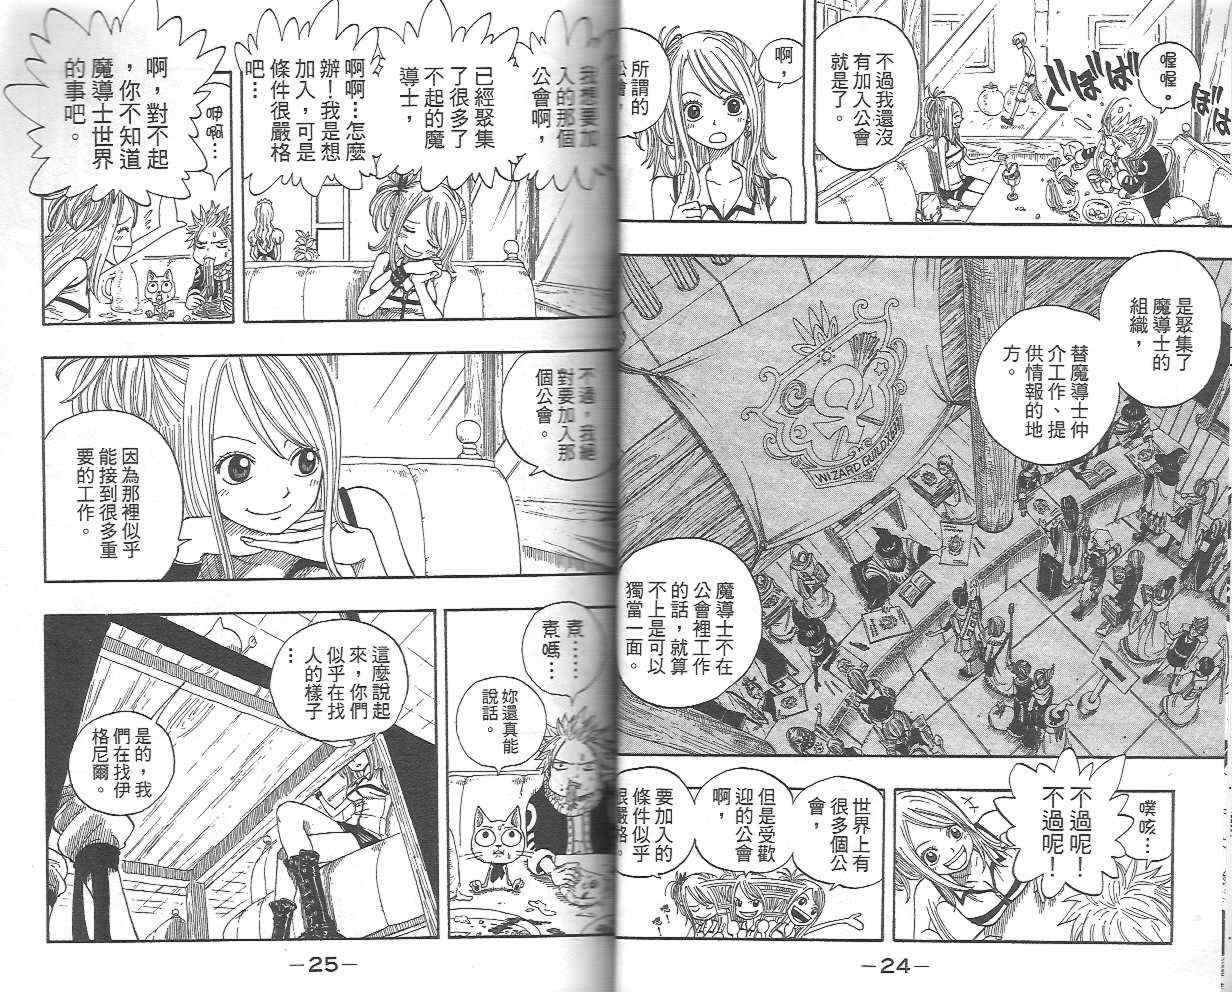 喔喔。
不過我還沒
有加入公會
就是了。
ぼぼぼ
ぼぼ
啊，
所謂的
公會，
是聚集了
魔導士的
組織，
替魔導士仲
介工作、提
供情報的地
方。
WIZARD GUILD
魔導士不在
公會裡工作
的話，就算
不上是可以
獨當一面。
噗咳…
不過呢！
不過呢！
世界上有
很多個公
會，
但是受歡
迎的公會
啊，
要加入的
條件似乎
很嚴格。
－24－
我想要加
入的那個
公會啊，
已經聚集
了很多了
不起的魔
導士，
啊啊…怎麼
辦！我是想
加入，可是
條件很嚴格
吧…
咿啊…
啊，對不起
，你不知道
魔導士世界
的事吧。
不過，我絕
對要加入那
個公會。
因為那裡似乎
能接到很多重
要的工作。
素……
素嗎…
妳還真能
說話。
這麼說起
來，你們
似乎在找
人的樣子
…
是的，我
們在找伊
格尼爾。
－25－